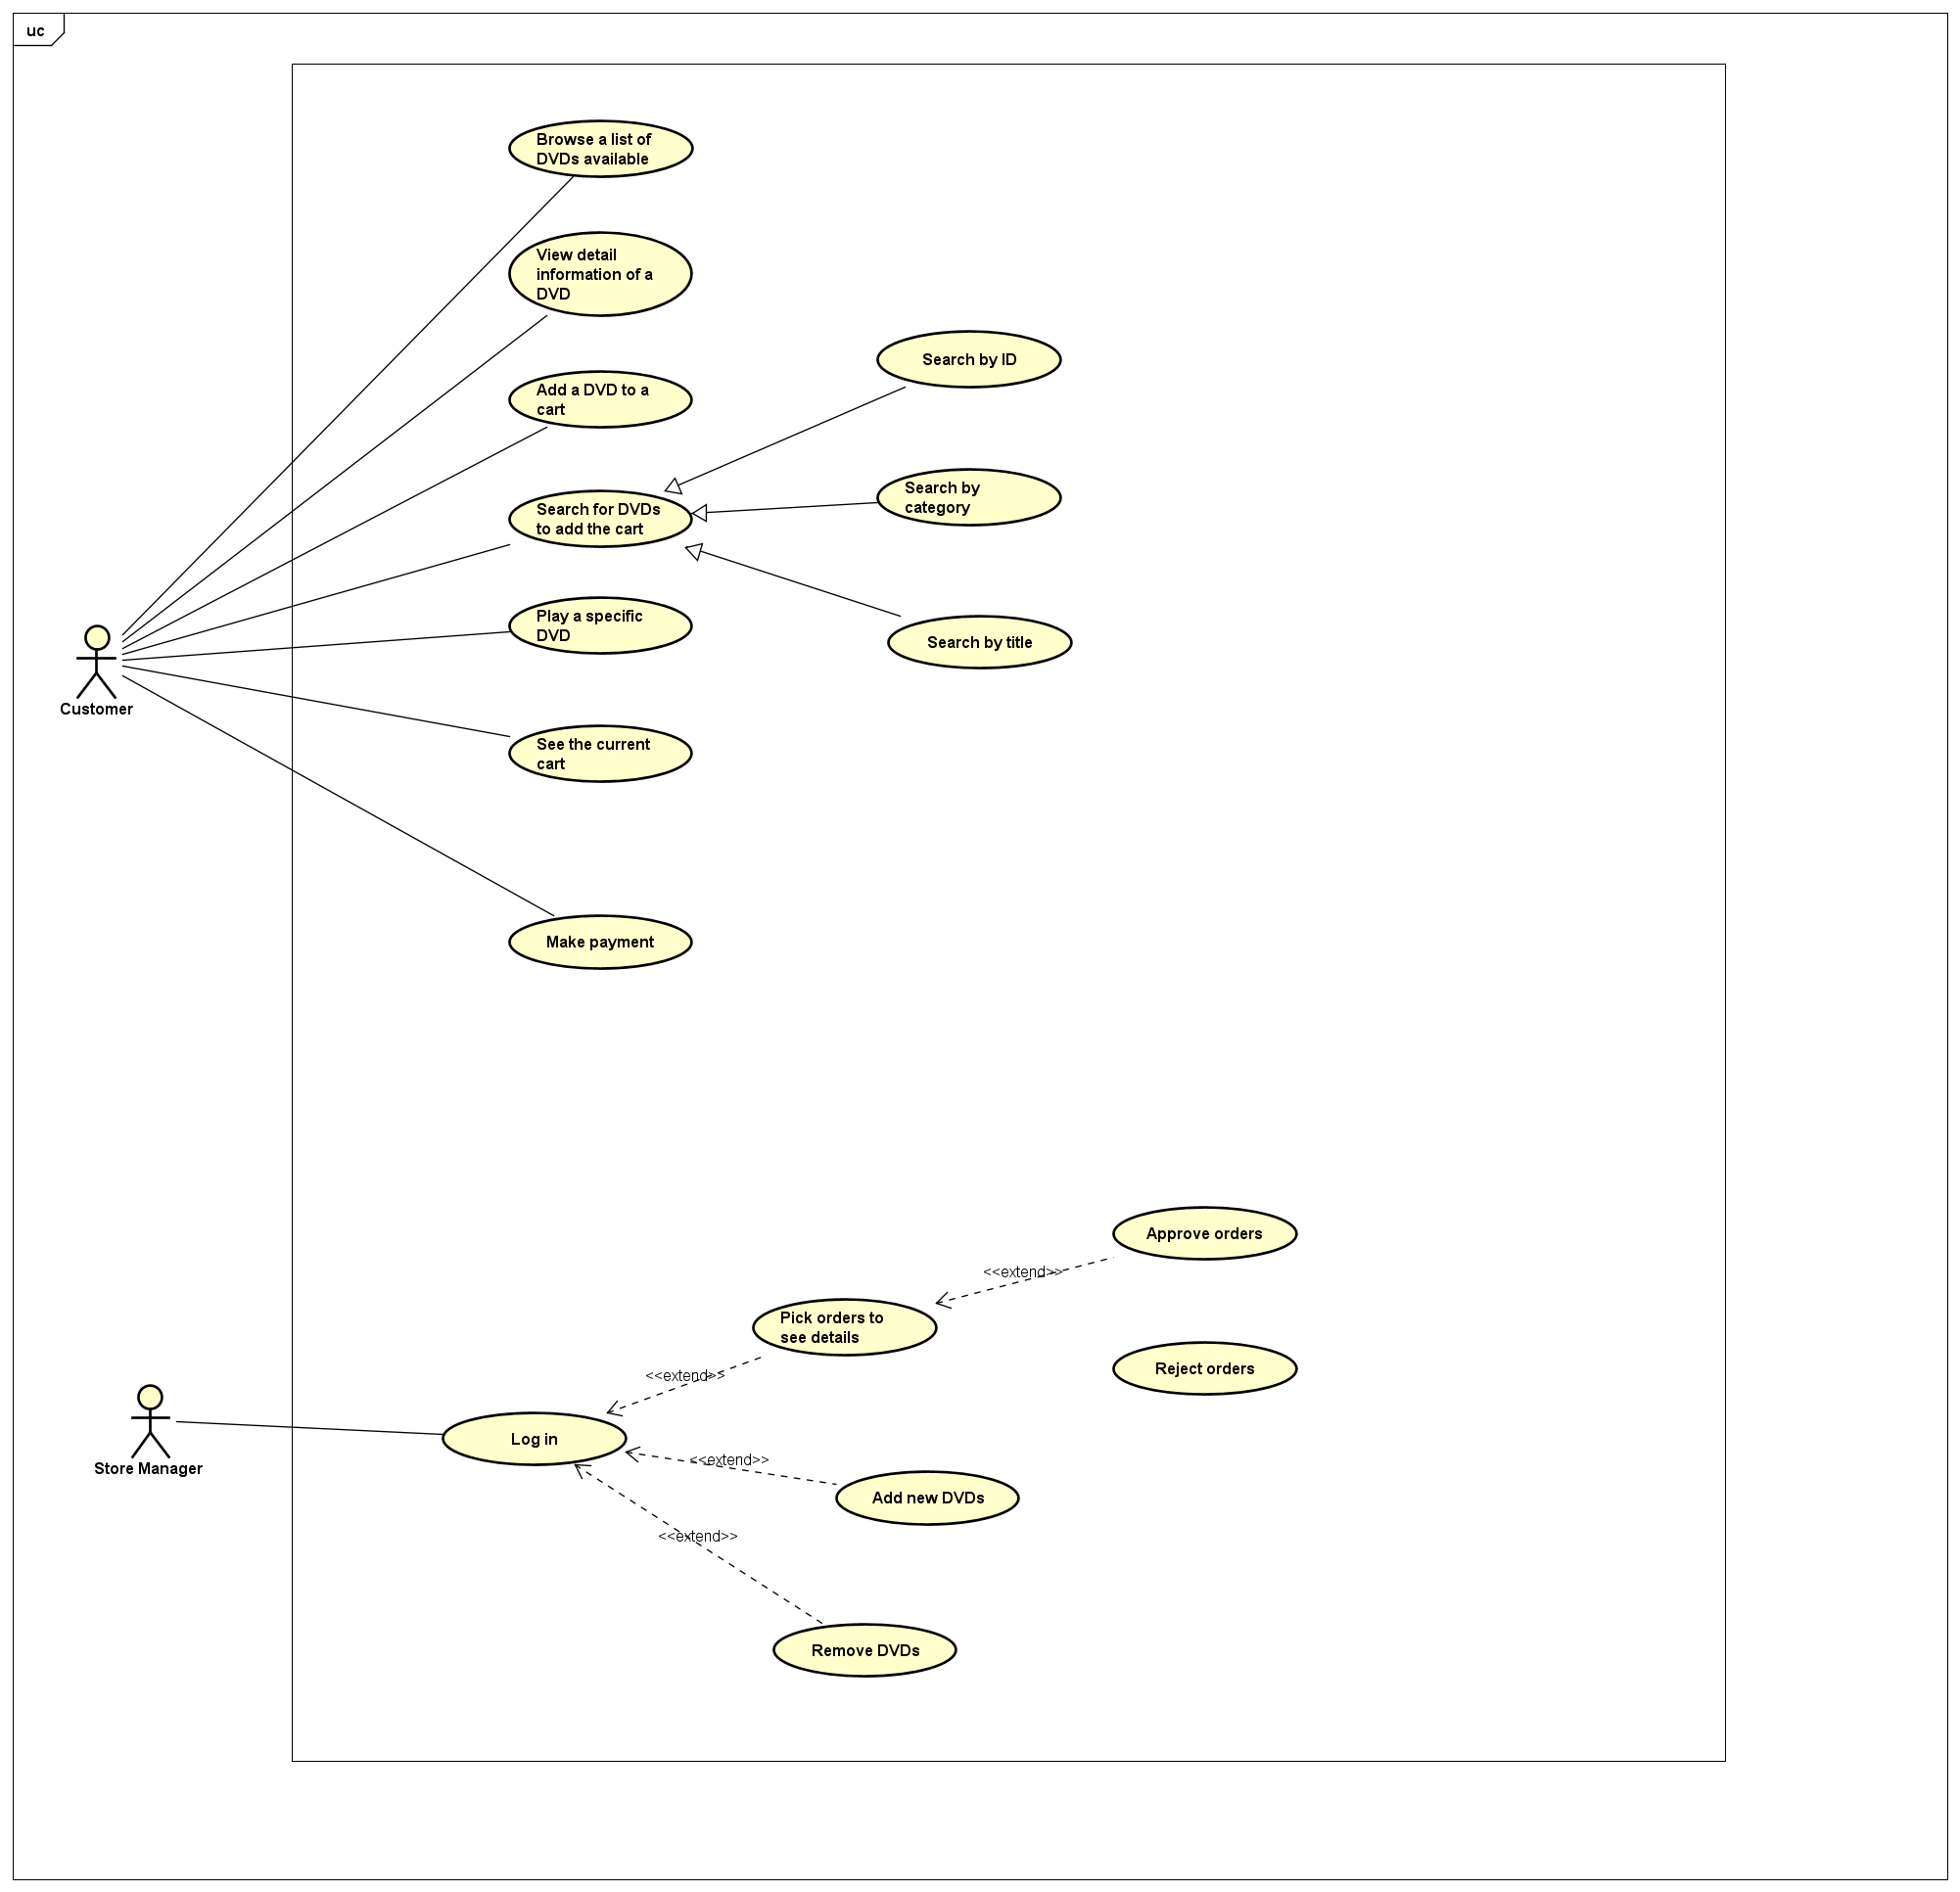 uc
Browse a list of
DVDs available
View detail
information of a
DVD
Search by ID
Add a DVD to a
cart
Search by
category
Search for DVDs
to add the cart
Play a specific
DVD
Search by title
Customer
See the current
cart
Make payment
Approve orders
<<extend>>
Pick orders to
see details
Reject orders
<<extend>>
Log in
Store Manager
<<extend>>
Add new DVDs
<<extend>>
Remove DVDs